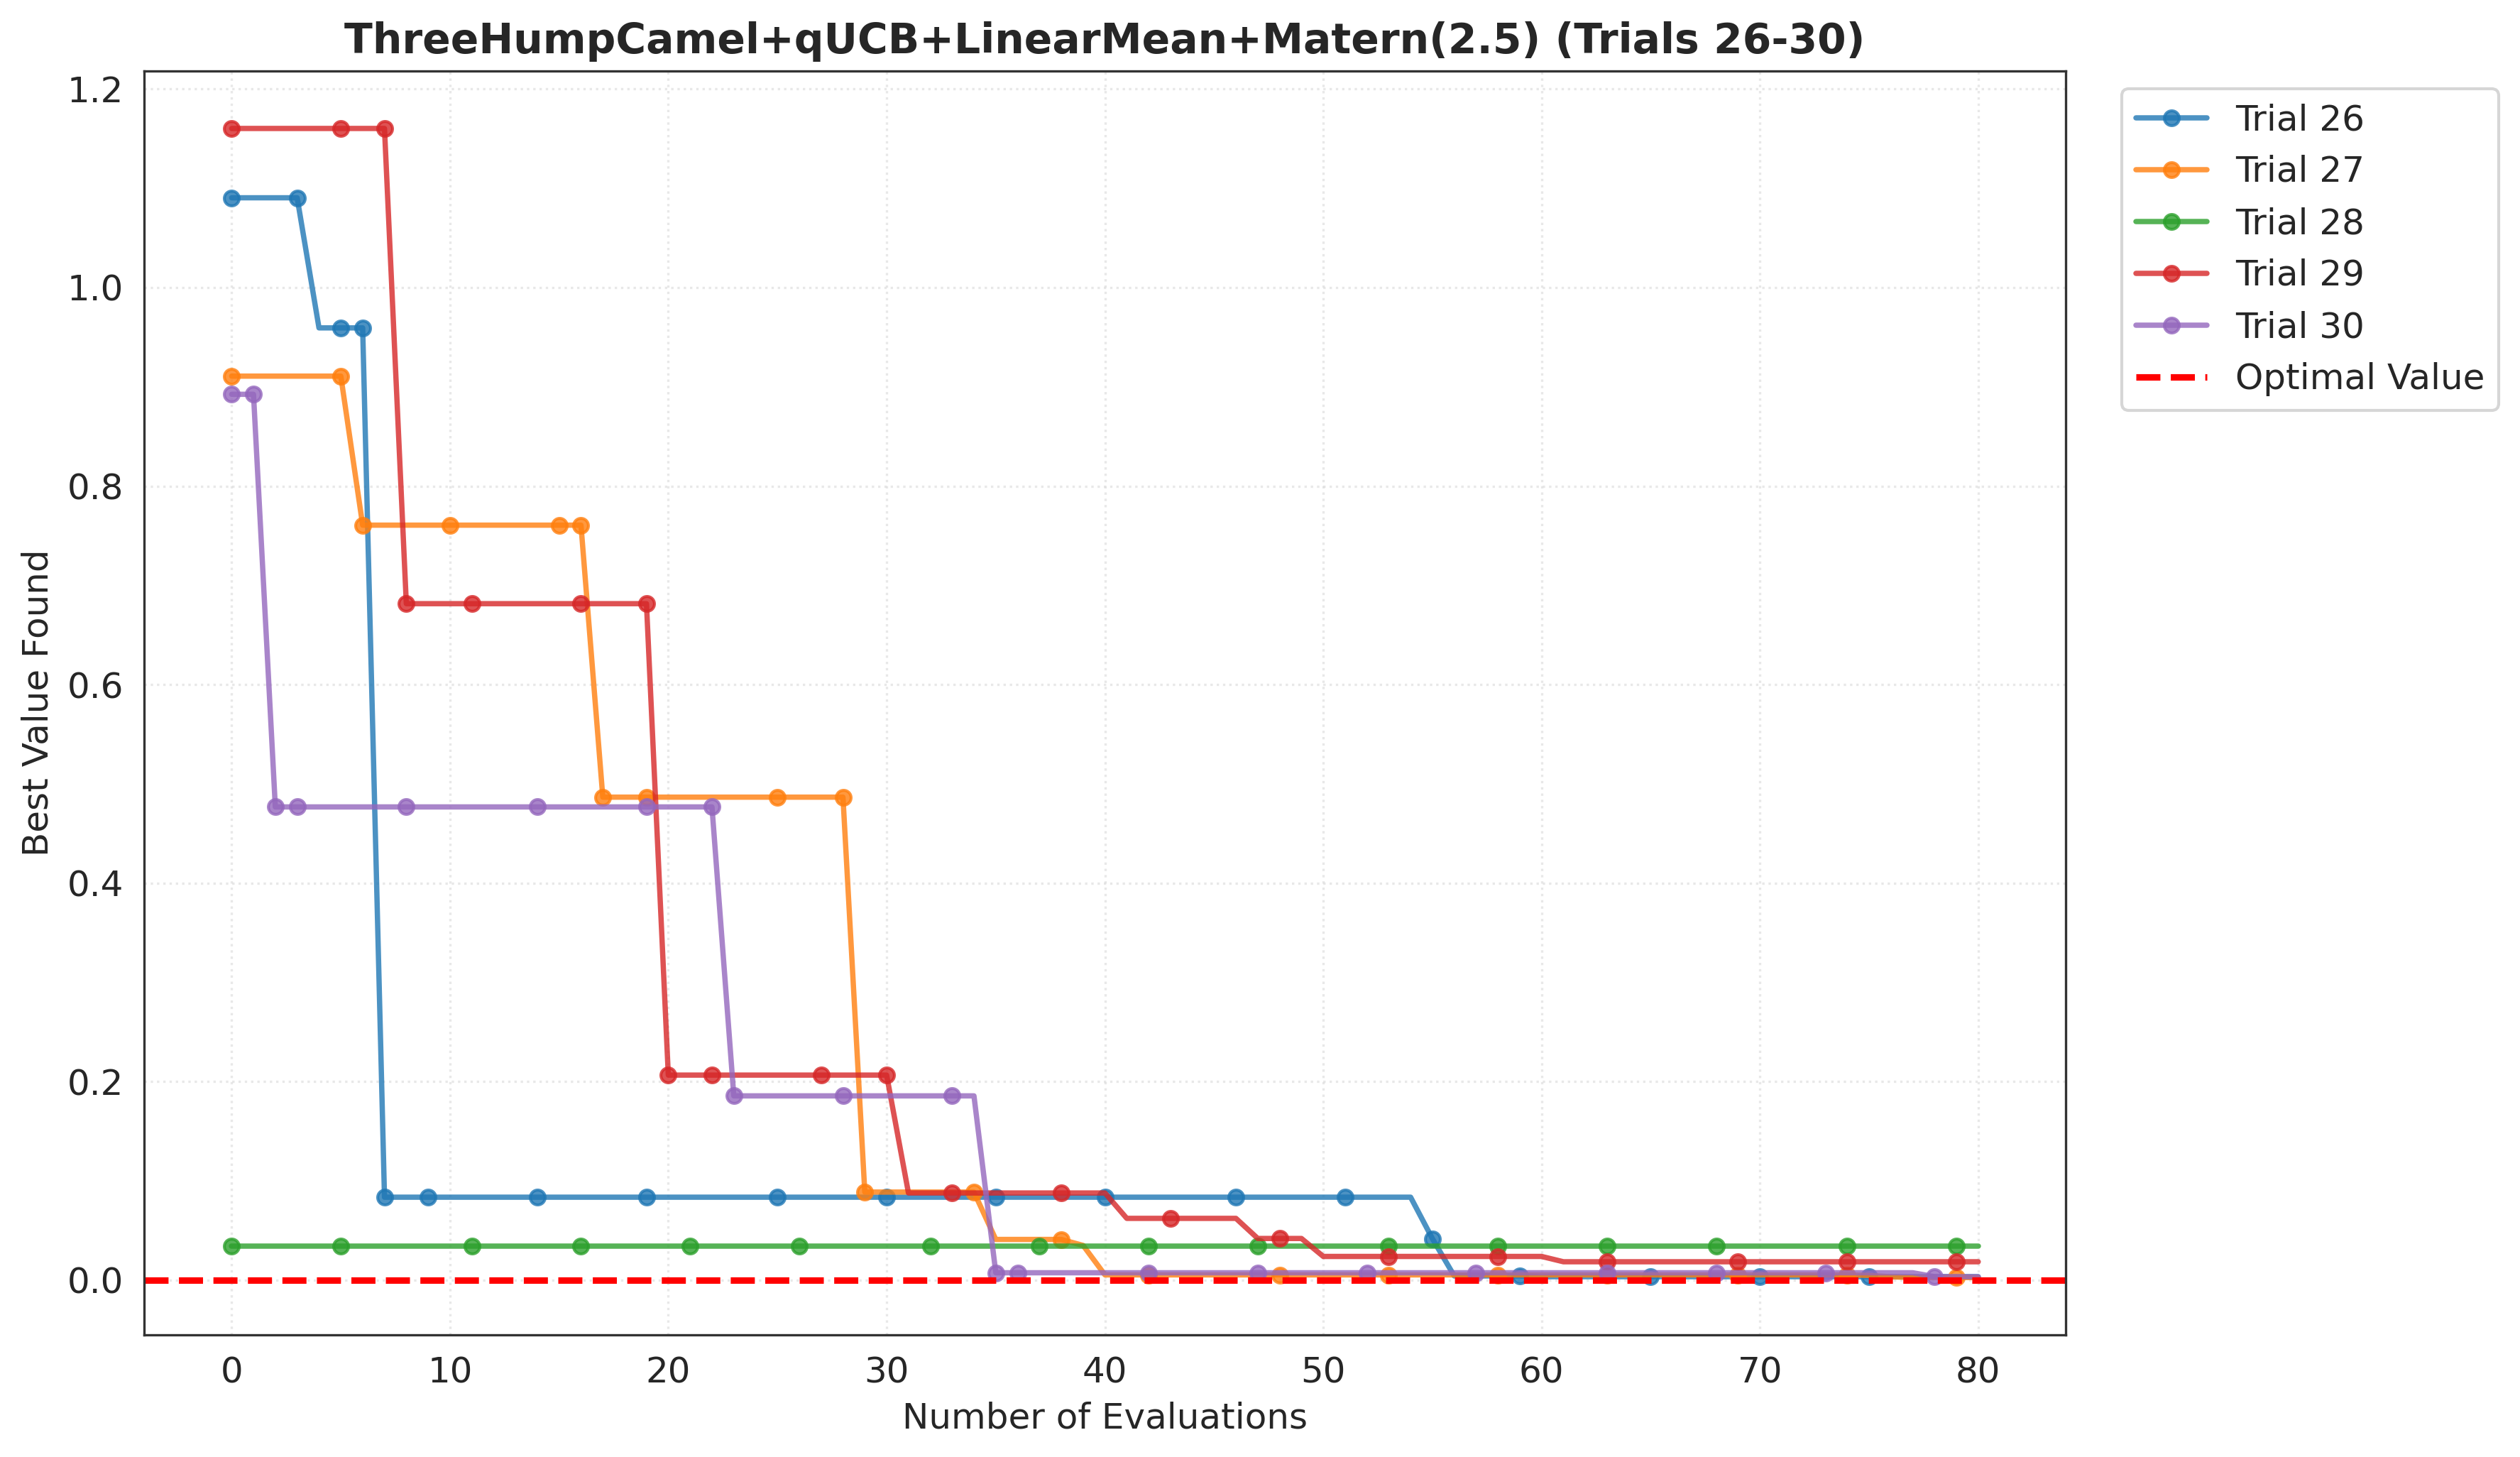 ThreeHumpCamel+qUCB+LinearMean+Matern(2.5) (Trials 26-30)
Best Value Found
1.2
1.0
0.8
0.6
0.4
0.2
0.0
0 10 20 30 40 50 60 70 80
Number of Evaluations
Trial 26
Trial 27
Trial 28
Trial 29
Trial 30
Optimal Value